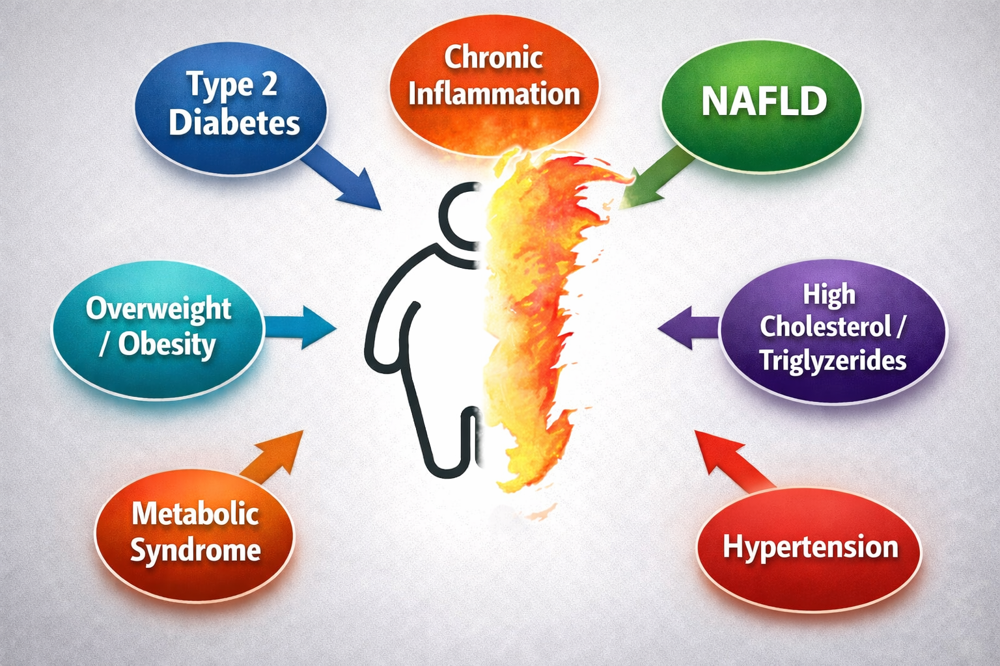 Chronic
Inflammation
Type 2
Diabetes
NAFLD
Overweight
/ Obesity
High
Cholesterol /
Triglyzerides
Metabolic
Syndrome
Hypertension